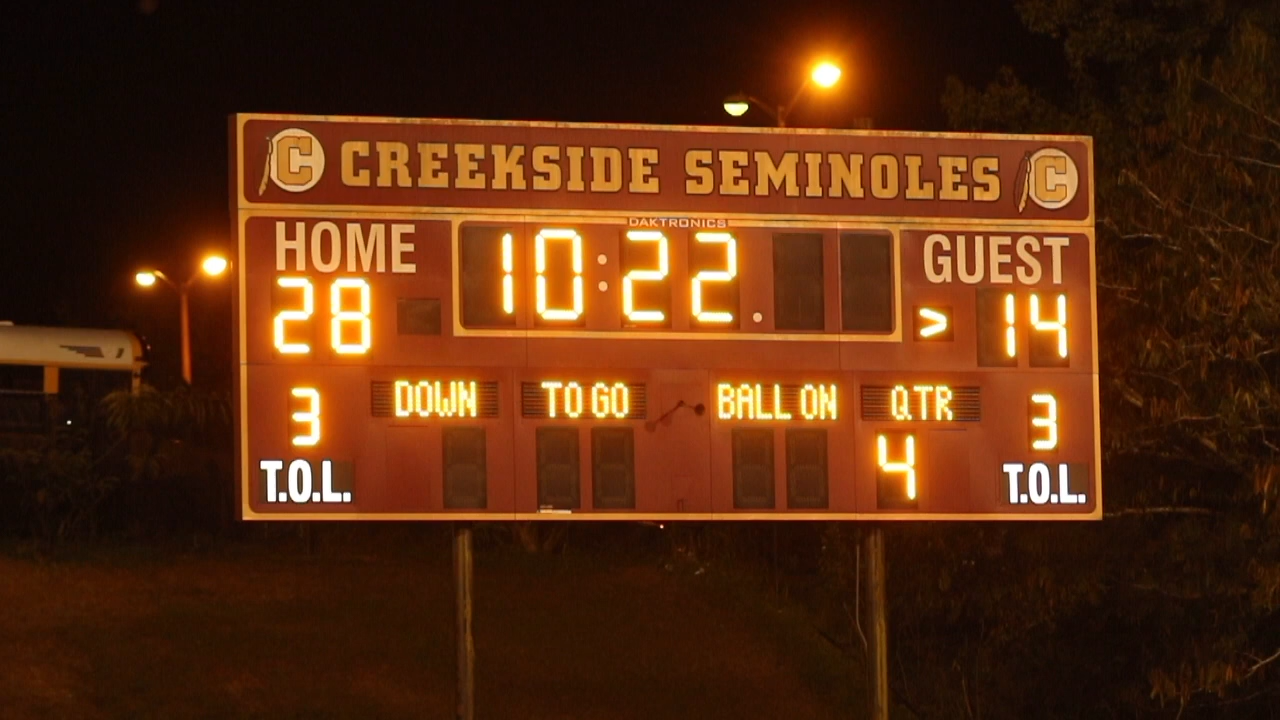 C CREEKSIDE SEMINOLES C
DAKTRONICS
HOME 10:22. GUEST
28 > 14
3 DOWN TO GO BALL ON QTR 3
T.O.L. 4 T.O.L.